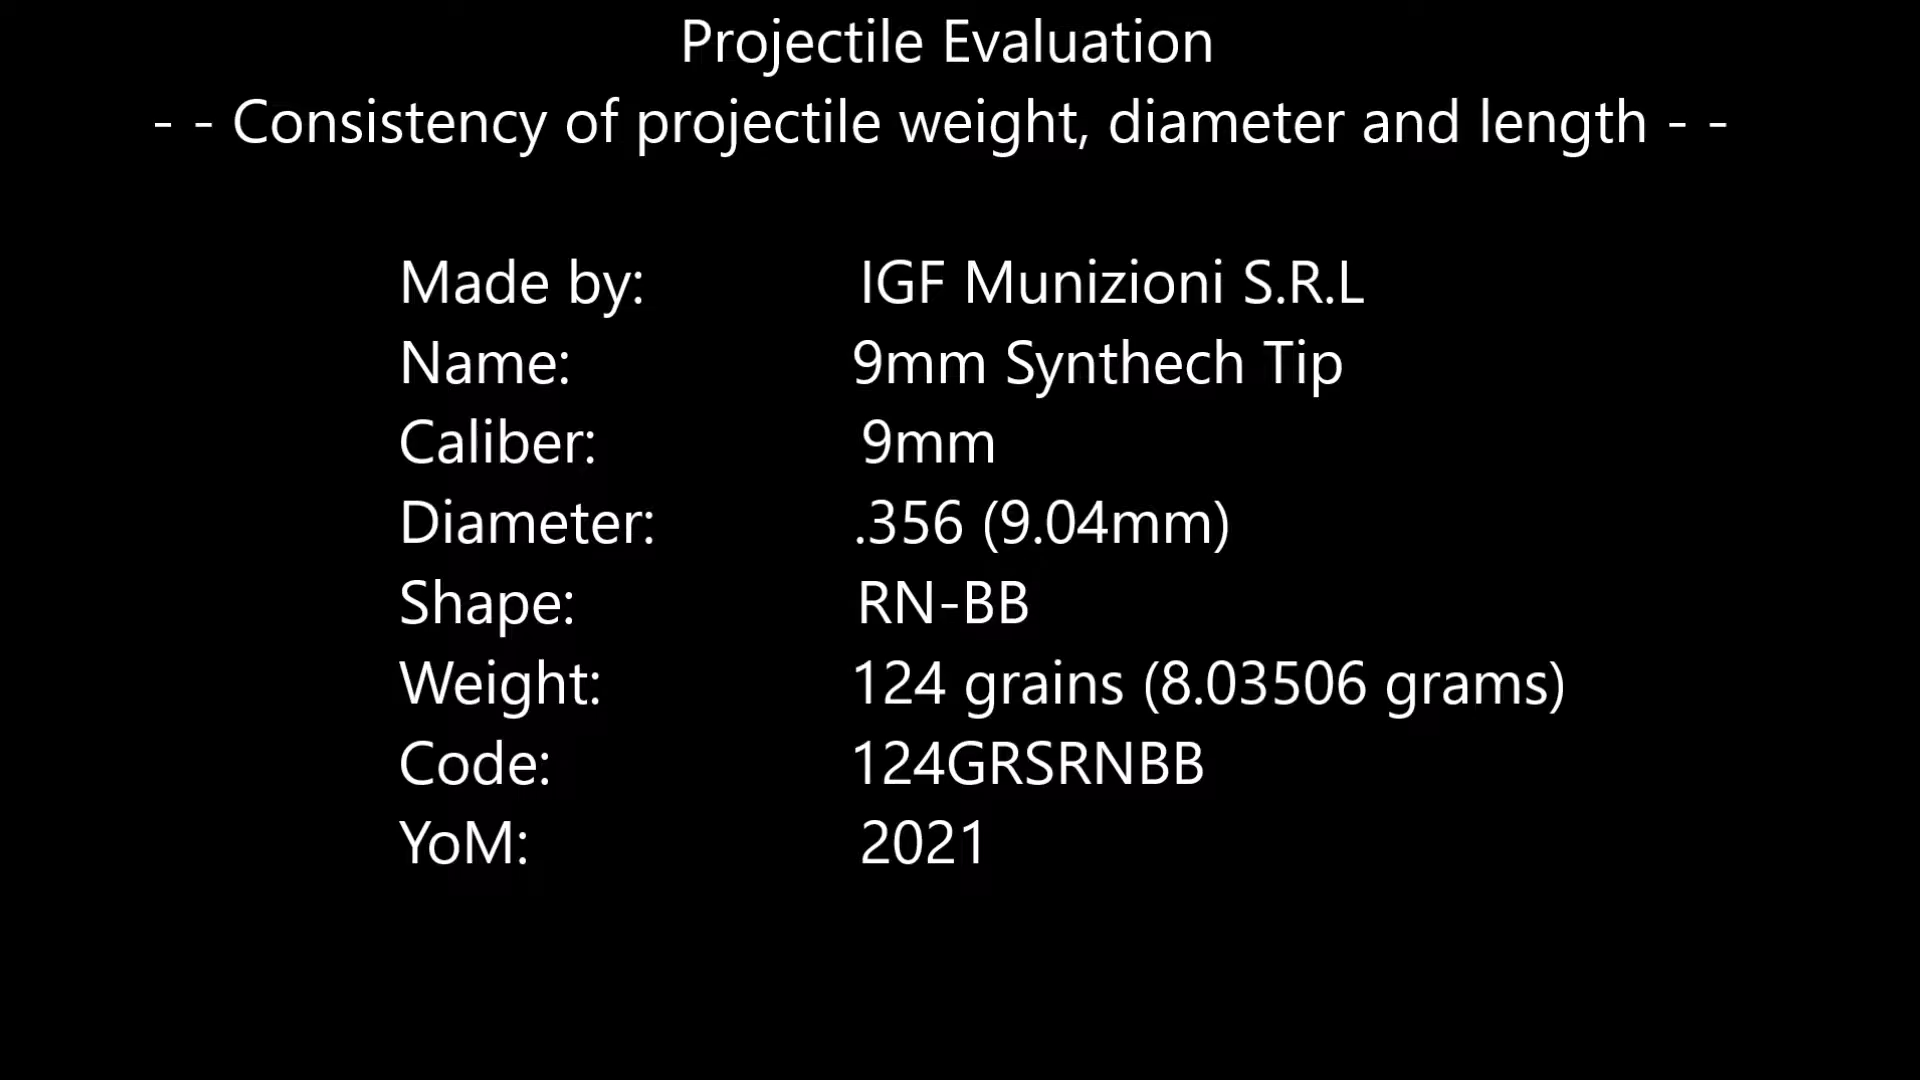 Projectile Evaluation
- - Consistency of projectile weight, diameter and length - -
Made by: IGF Munizioni S.R.L
Name: 9mm Synthech Tip
Caliber: 9mm
Diameter: .356 (9.04mm)
Shape: RN-BB
Weight: 124 grains (8.03506 grams)
Code: 124GRSRNBB
YoM: 2021